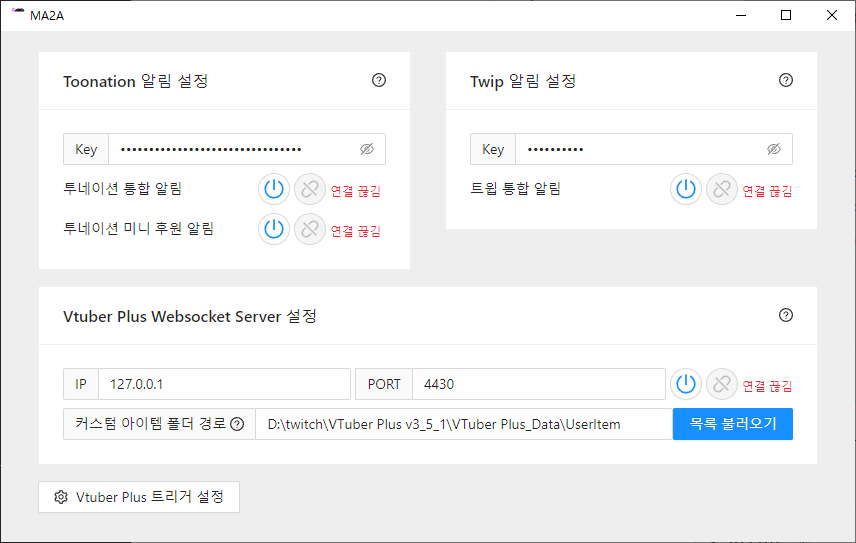 MA2A
Toonation 알림 설정
Key
투네이션 통합 알림
연결 끊김
투네이션 미니 후원 알림
연결 끊김
Twip 알림 설정
Key
트윕 통합 알림
연결 끊김
Vtuber Plus Websocket Server 설정
IP 127.0.0.1 PORT 4430 연결 끊김
커스텀 아이템 폴더 경로 D:\twitch\VTuber Plus v3_5_1\VTuber Plus_Data\UserItem 목록 불러오기
Vtuber Plus 트리거 설정